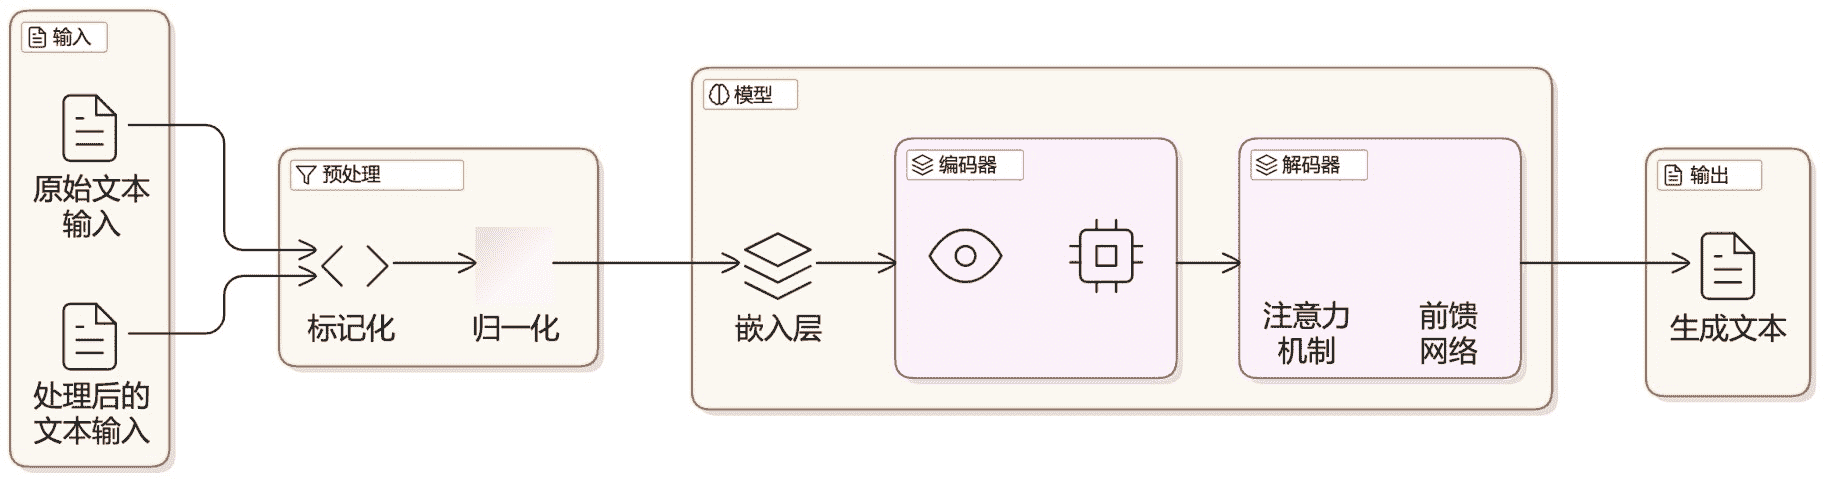 输入
原始文本
输入
处理后的
文本输入
预处理
标记化
归一化
模型
嵌入层
编码器
解码器
注意力
机制
前馈
网络
输出
生成文本